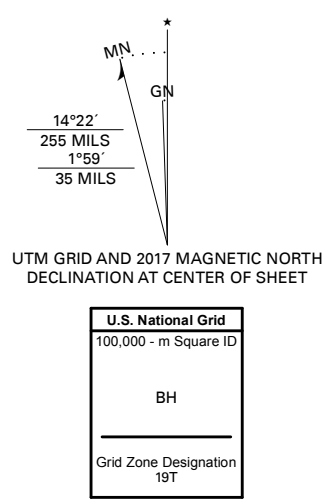 MN
GN
14°22´
255 MILS
1°59´
35 MILS
UTM GRID AND 2017 MAGNETIC NORTH
DECLINATION AT CENTER OF SHEET
U.S. National Grid
100,000 - m Square ID
BH
Grid Zone Designation
19T